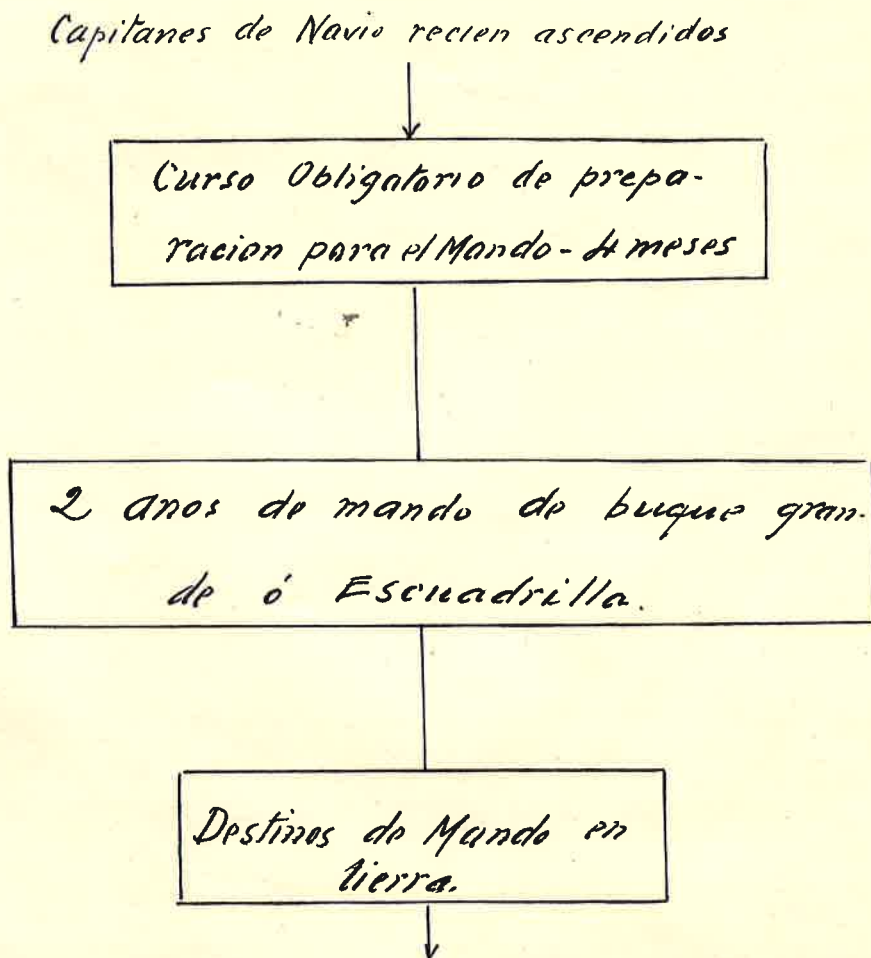 Capitanes de Navio recien ascendidos
Curso Obligatorio de prepa-
racion para el Mando - 4 meses
2 anos de mando de buque gran-
de ó Escuadrilla.
Destinos de Mando en
tierra.